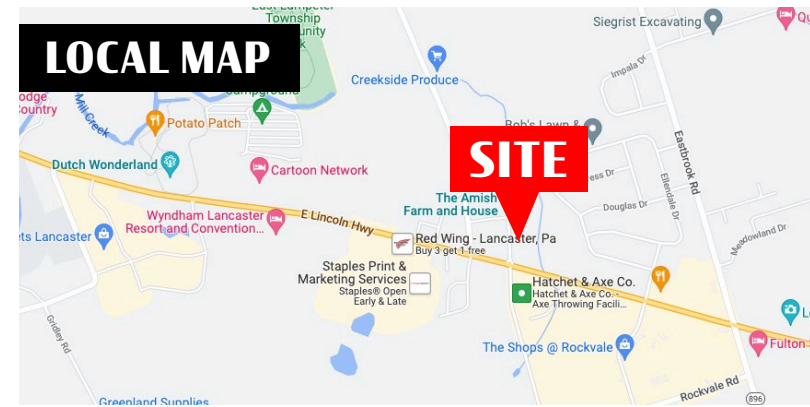 East Lampeter
Township
Community
LOCAL MAP
Siegrist Excavating
Impala Dr
Creekside Produce
Campground
Country
Mill Creek
Potato Patch
Bob's Lawn &
Eastbrook Rd
SITE
Dutch Wonderland
Cartoon Network
Ellendale Dr
The Amish
Farm and House
Douglas Dr
Wyndham Lancaster
Resort and Convention...
E Lincoln Hwy
Meadowland Dr
ets Lancaster
Red Wing - Lancaster, Pa
Buy 3 get 1 free
Staples Print &
Marketing Services
Staples® Open
Early & Late
Hatchet & Axe Co.
Hatchet & Axe Co. -
Axe Throwing Facili...
Gridley Rd
The Shops @ Rockvale
Fulton
Rockvale Rd
896
Greenland Supplies